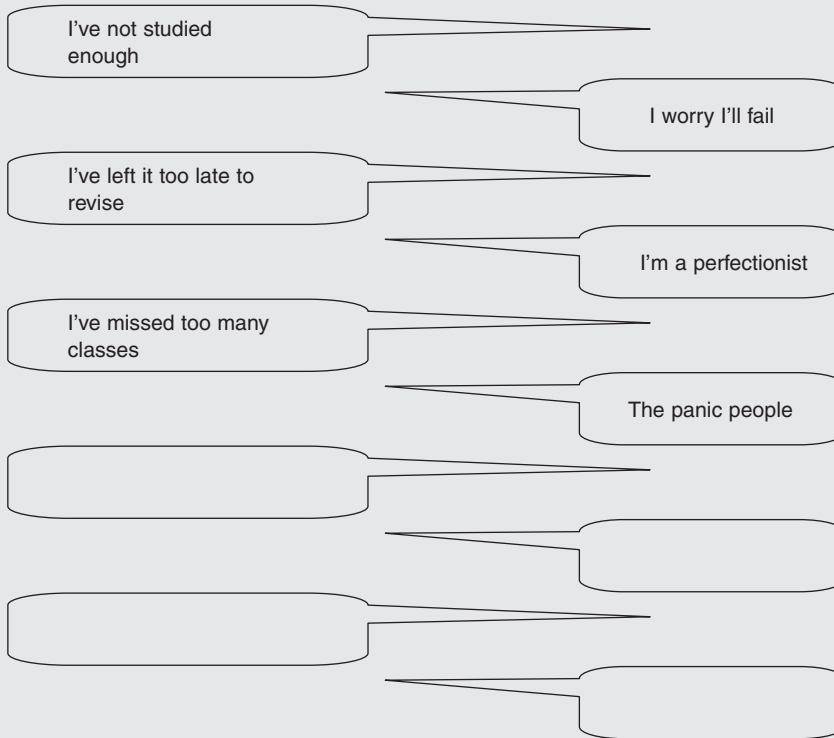 I've not studied
enough
I worry I'll fail
I've left it too late to
revise
I'm a perfectionist
I've missed too many
classes
The panic people